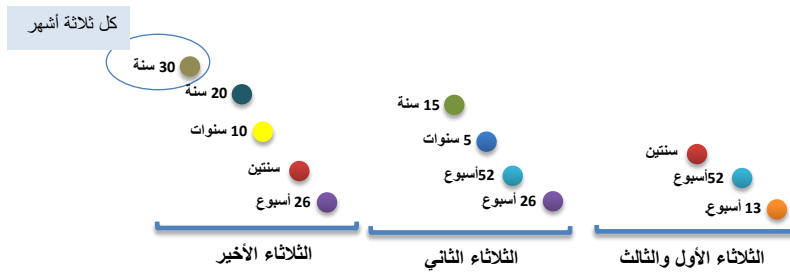 كل ثلاثة أشهر
سنتين
52أسبوع
13 أسبوع
الثلاثاء الأول والثالث
15 سنة
5 سنوات
52أسبوع
26 أسبوع
الثلاثاء الثاني
30 سنة
20 سنة
10 سنوات
سنتين
26 أسبوع
الثلاثاء الأخير